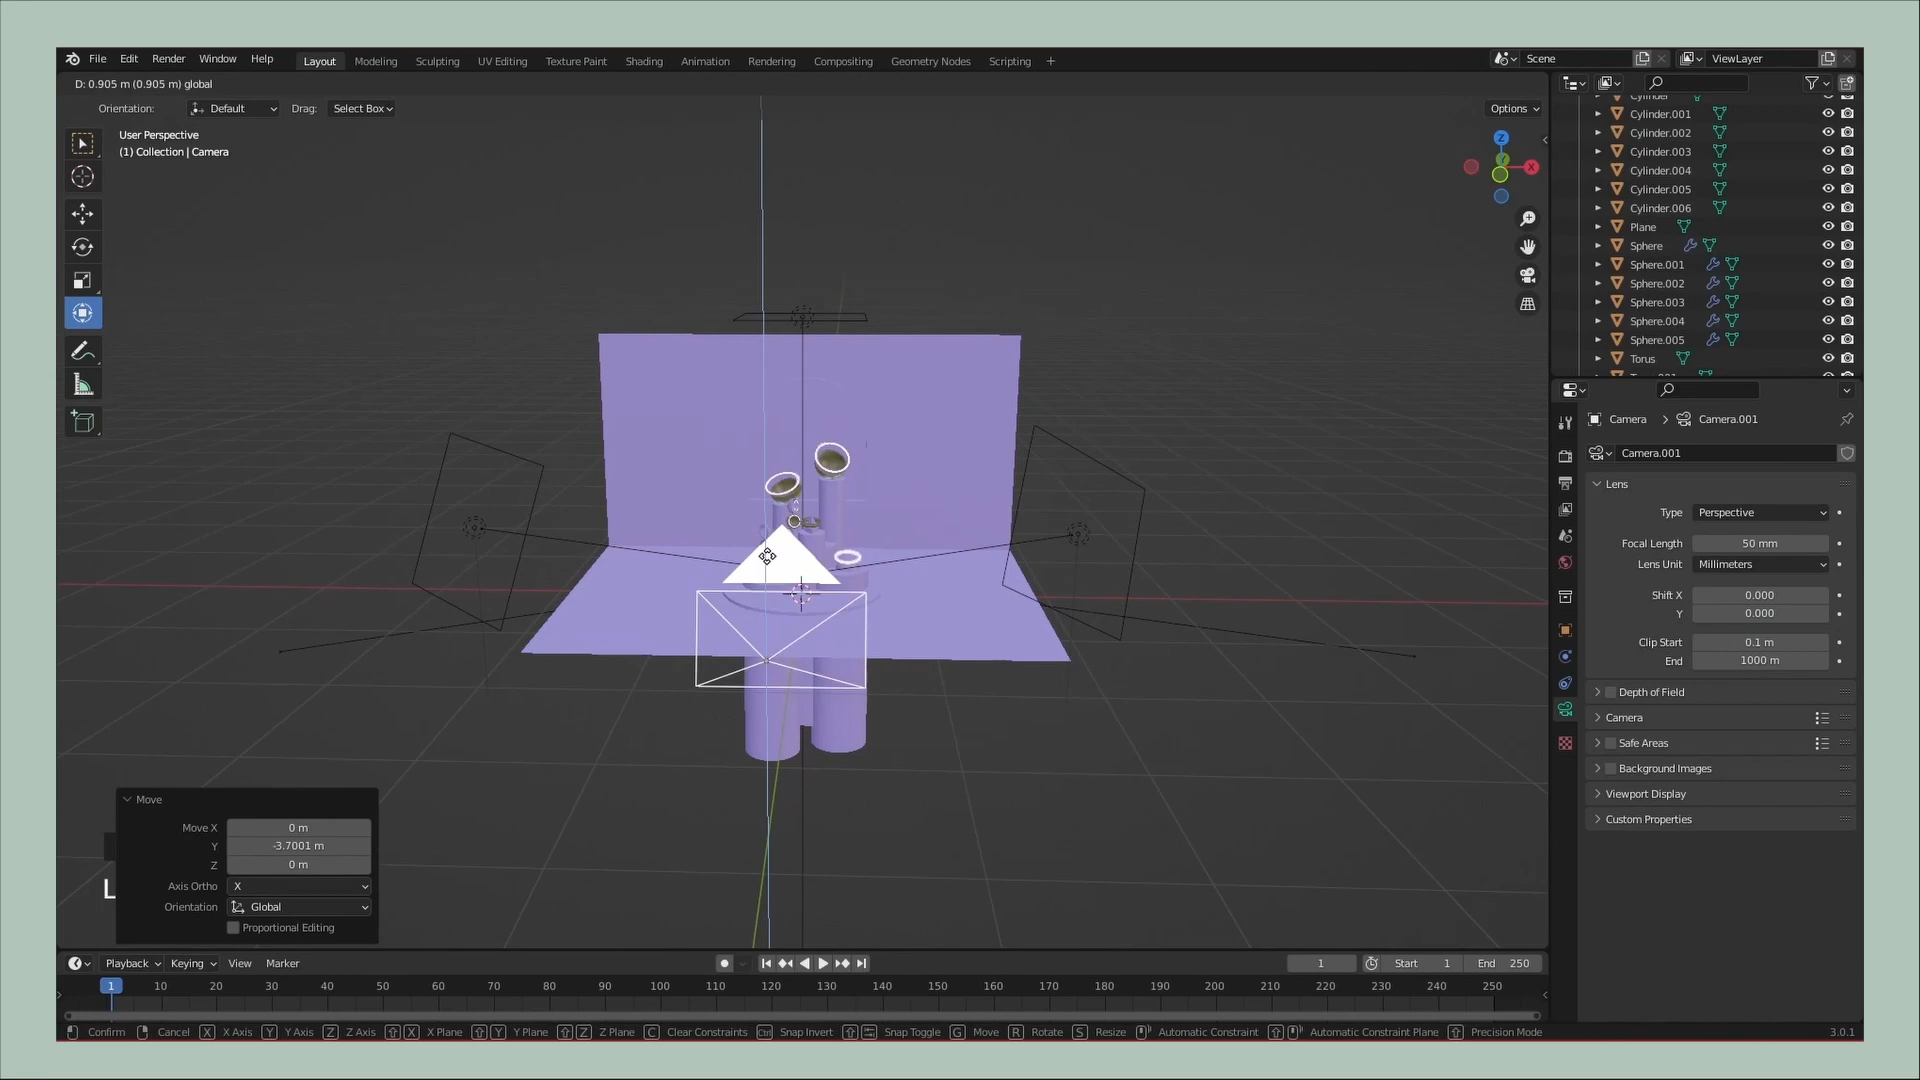 File Edit Render Window Help
Layout Modeling Sculpting UV Editing Texture Paint Shading Animation Rendering Compositing Geometry Nodes Scripting +
Scene
ViewLayer
D: 0.905 m (0.905 m) global
Orientation: Default Drag: Select Box
Options
User Perspective
(1) Collection | Camera
Z
Y
X
Cylinder
Cylinder.001
Cylinder.002
Cylinder.003
Cylinder.004
Cylinder.005
Cylinder.006
Plane
Sphere
Sphere.001
Sphere.002
Sphere.003
Sphere.004
Sphere.005
Torus
Camera > Camera.001
Camera.001
Lens
Type Perspective
Focal Length 50 mm
Lens Unit Millimeters
Shift X 0.000
Y 0.000
Clip Start 0.1 m
End 1000 m
Depth of Field
Camera
Safe Areas
Background Images
Viewport Display
Custom Properties
Move
Move X 0 m
Y -3.7001 m
Z 0 m
Axis Ortho X
Orientation Global
Proportional Editing
L
Playback Keying View Marker
1 Start 1 End 250
1 10 20 30 40 50 60 70 80 90 100 110 120 130 140 150 160 170 180 190 200 210 220 230 240 250
Confirm Cancel X X Axis Y Y Axis Z Z Axis X X Plane Y Y Plane Z Z Plane C Clear Constraints Ctrl Snap Invert Snap Toggle G Move R Rotate S Resize Automatic Constraint Automatic Constraint Plane Precision Mode
3.0.1